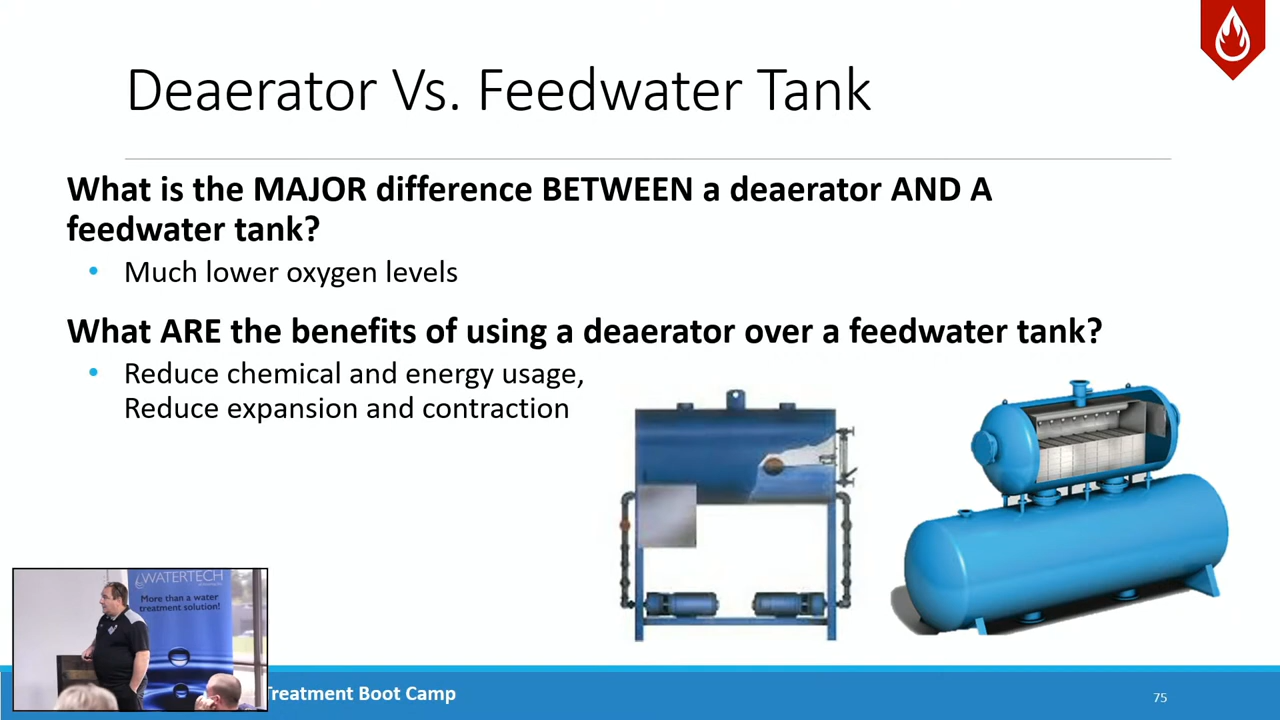 Deaerator Vs. Feedwater Tank
What is the MAJOR difference BETWEEN a deaerator AND A
feedwater tank?
• Much lower oxygen levels
What ARE the benefits of using a deaerator over a feedwater tank?
• Reduce chemical and energy usage,
Reduce expansion and contraction
WATERTECH
More than a water
treatment solution!
Treatment Boot Camp
75